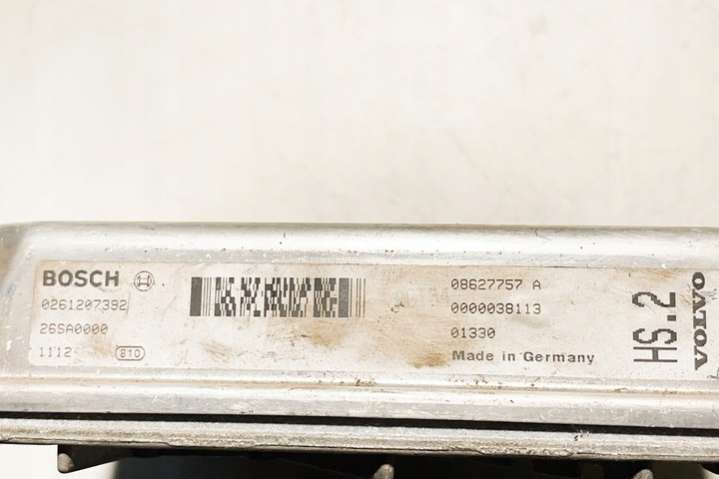 BOSCH
0261207392
26SA0000
1112 810
08627757 A
0000038113
01330
Made in Germany
HS.2
VOLVO